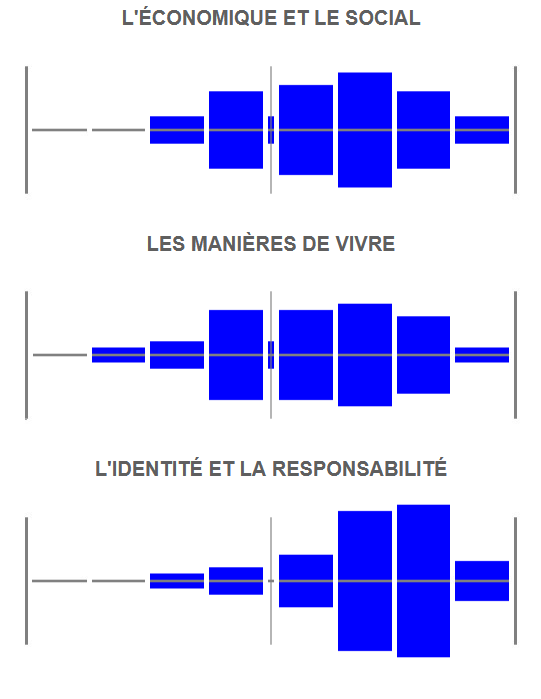 L'ÉCONOMIQUE ET LE SOCIAL
LES MANIÈRES DE VIVRE
L'IDENTITÉ ET LA RESPONSABILITÉ